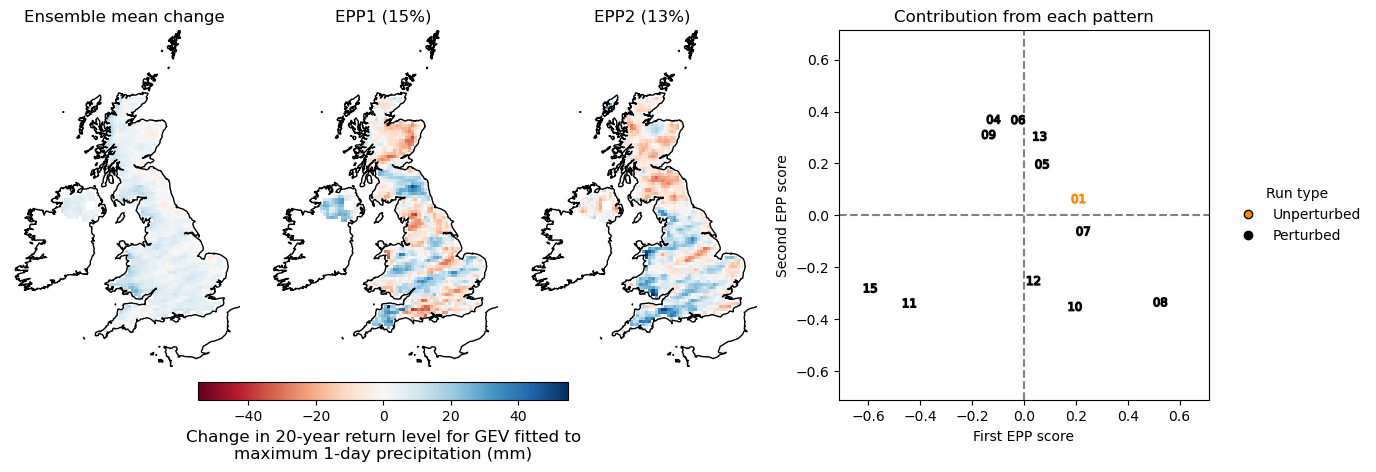 Ensemble mean change
EPP1 (15%)
EPP2 (13%)
Contribution from each pattern
−40
−20
0
20
40
Change in 20-year return level for GEV fitted to
maximum 1-day precipitation (mm)
Second EPP score
0.6
0.4
0.2
0.0
−0.2
−0.4
−0.6
04
06
09
13
05
01
07
12
15
11
10
08
−0.6
−0.4
−0.2
0.0
0.2
0.4
0.6
First EPP score
Run type
Unperturbed
Perturbed